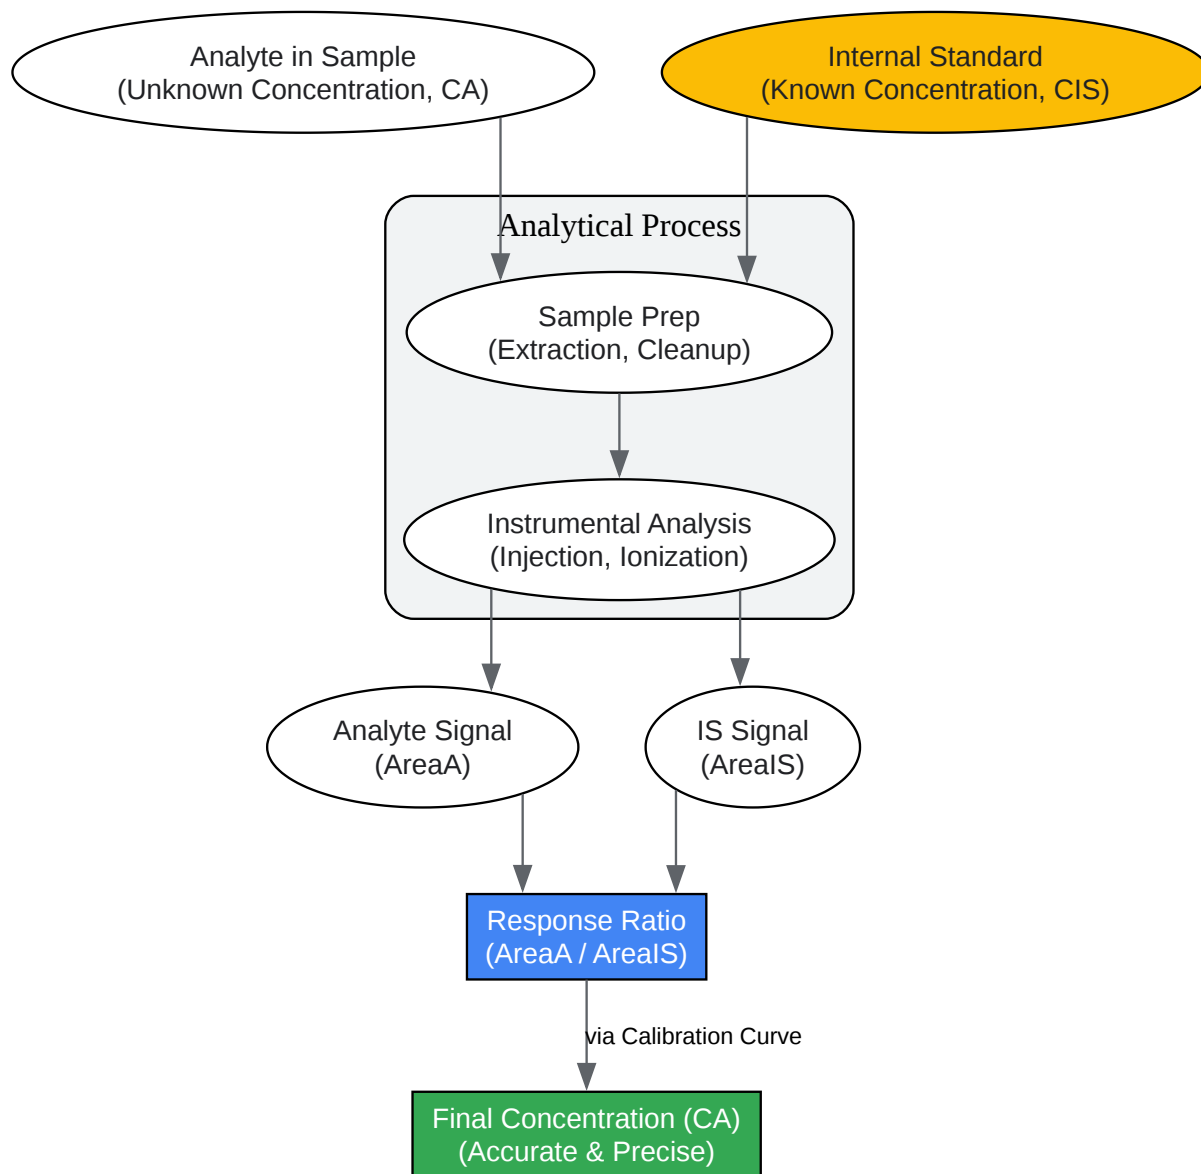 Analyte in Sample
(Unknown Concentration, CA)
Internal Standard
(Known Concentration, CIS)
Analytical Process
Sample Prep
(Extraction, Cleanup)
Instrumental Analysis
(Injection, Ionization)
Analyte Signal
(AreaA)
IS Signal
(AreaIS)
Response Ratio
(AreaA / AreaIS)
via Calibration Curve
Final Concentration (CA)
(Accurate & Precise)